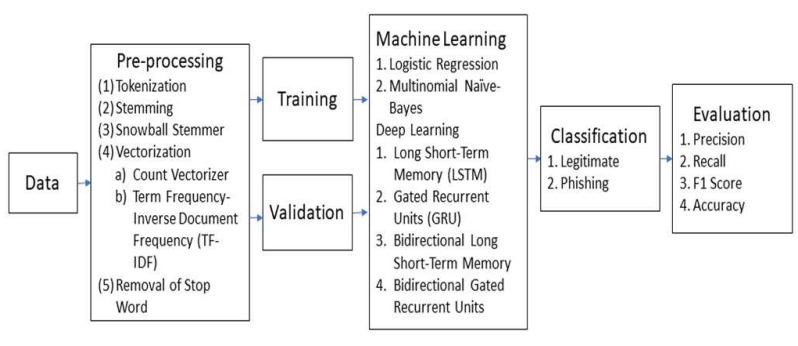 Data
Pre-processing
(1) Tokenization
(2) Stemming
(3) Snowball Stemmer
(4) Vectorization
a) Count Vectorizer
b) Term Frequency-
Inverse Document
Frequency (TF-
IDF)
(5) Removal of Stop
Word
Training
Validation
Machine Learning
1. Logistic Regression
2. Multinomial Naïve-
Bayes
Deep Learning
1. Long Short-Term
Memory (LSTM)
2. Gated Recurrent
Units (GRU)
3. Bidirectional Long
Short-Term Memory
4. Bidirectional Gated
Recurrent Units
Classification
1. Legitimate
2. Phishing
Evaluation
1. Precision
2. Recall
3. F1 Score
4. Accuracy